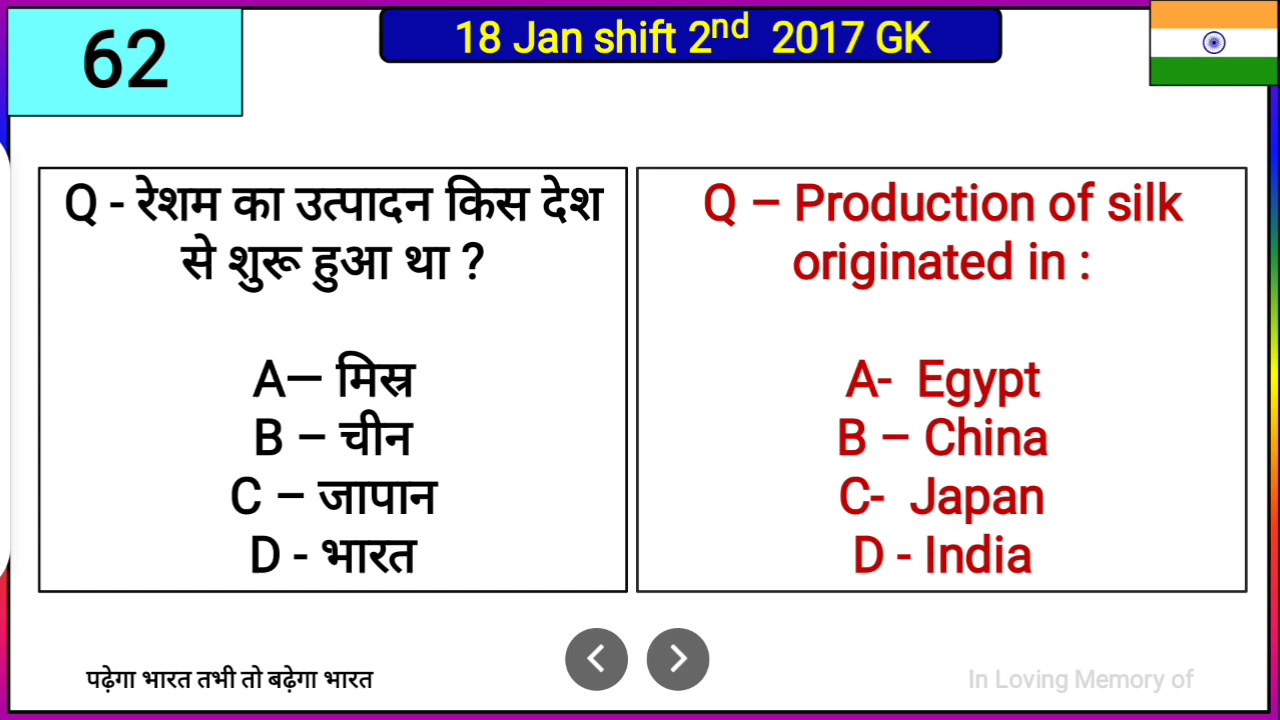 62
18 Jan shift 2nd 2017 GK
Q - रेशम का उत्पादन किस देश
से शुरू हुआ था ?
A– मिस्र
B – चीन
C – जापान
D - भारत
Q – Production of silk
originated in :
A- Egypt
B – China
C- Japan
D - India
पढ़ेगा भारत तभी तो बढ़ेगा भारत
In Loving Memory of